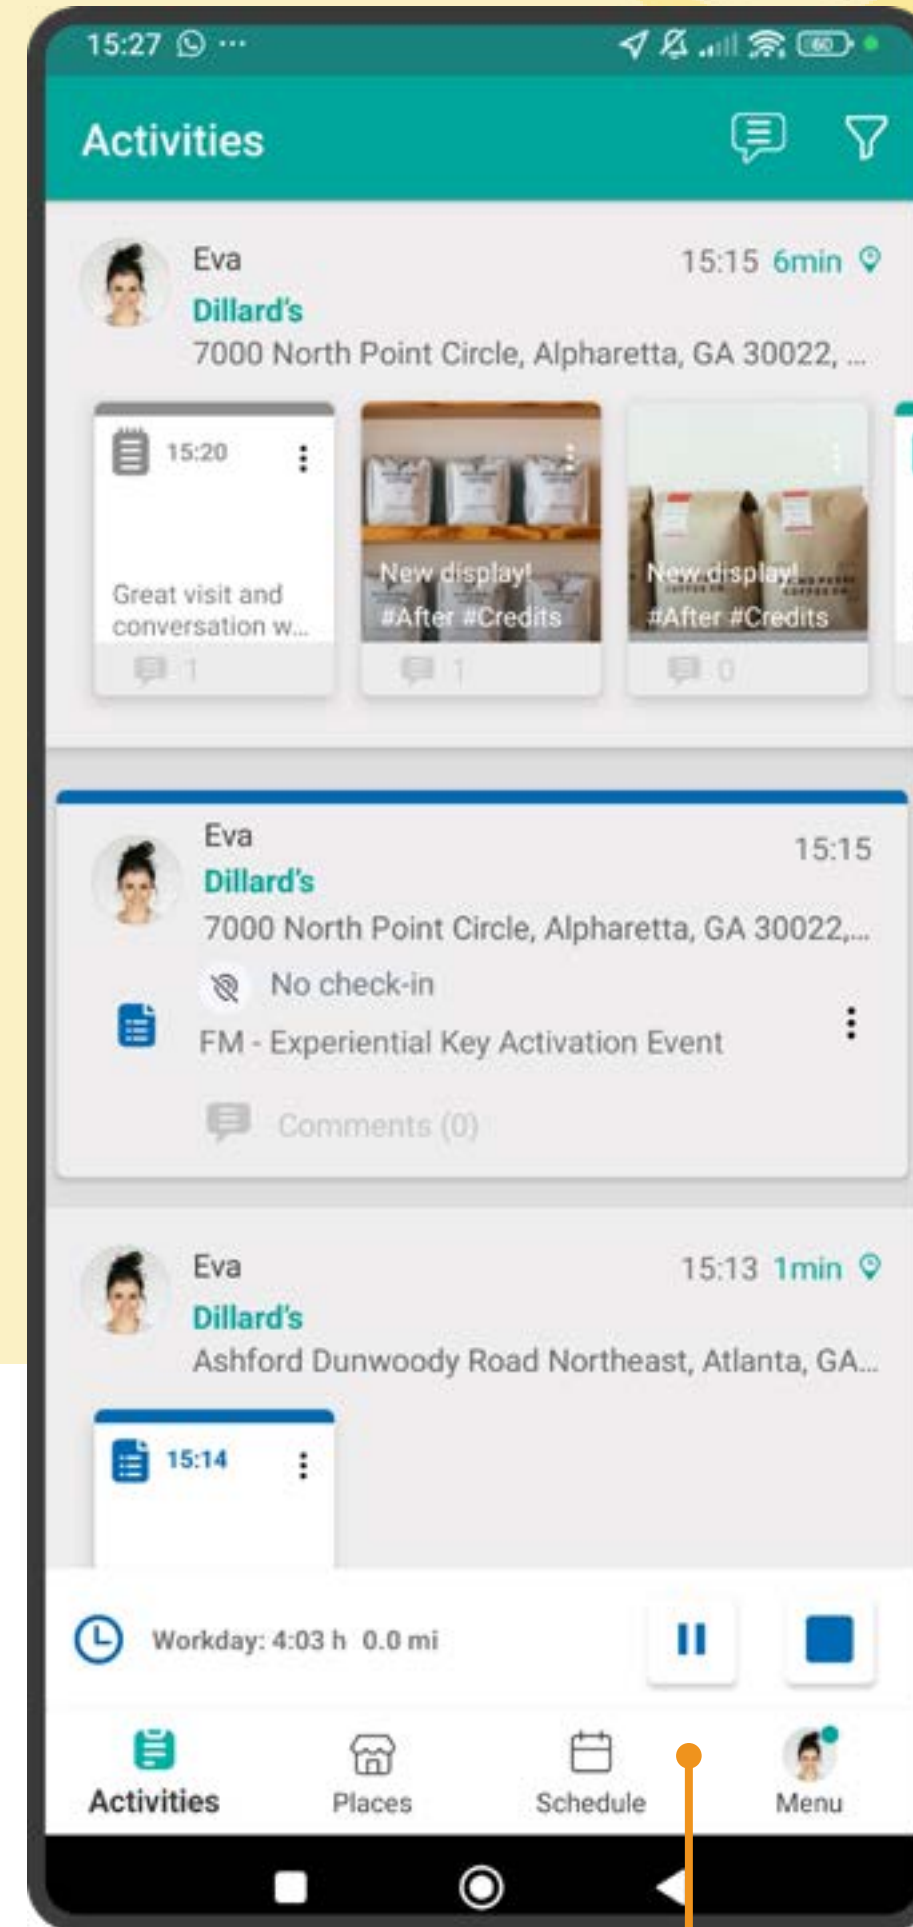 15:27 ...
60
Activities
Eva
15:15 6min
Dillard's
7000 North Point Circle, Alpharetta, GA 30022, ...
15:20
Great visit and
conversation w...
1
New display!
#After #Credits
1
New display!
COFFEE CO.
#After #Credits
0
Eva
15:15
Dillard's
7000 North Point Circle, Alpharetta, GA 30022,...
No check-in
FM - Experiential Key Activation Event
Comments (0)
Eva
15:13 1min
Dillard's
Ashford Dunwoody Road Northeast, Atlanta, GA...
15:14
Workday: 4:03 h 0.0 mi
Activities
Places
Schedule
Menu